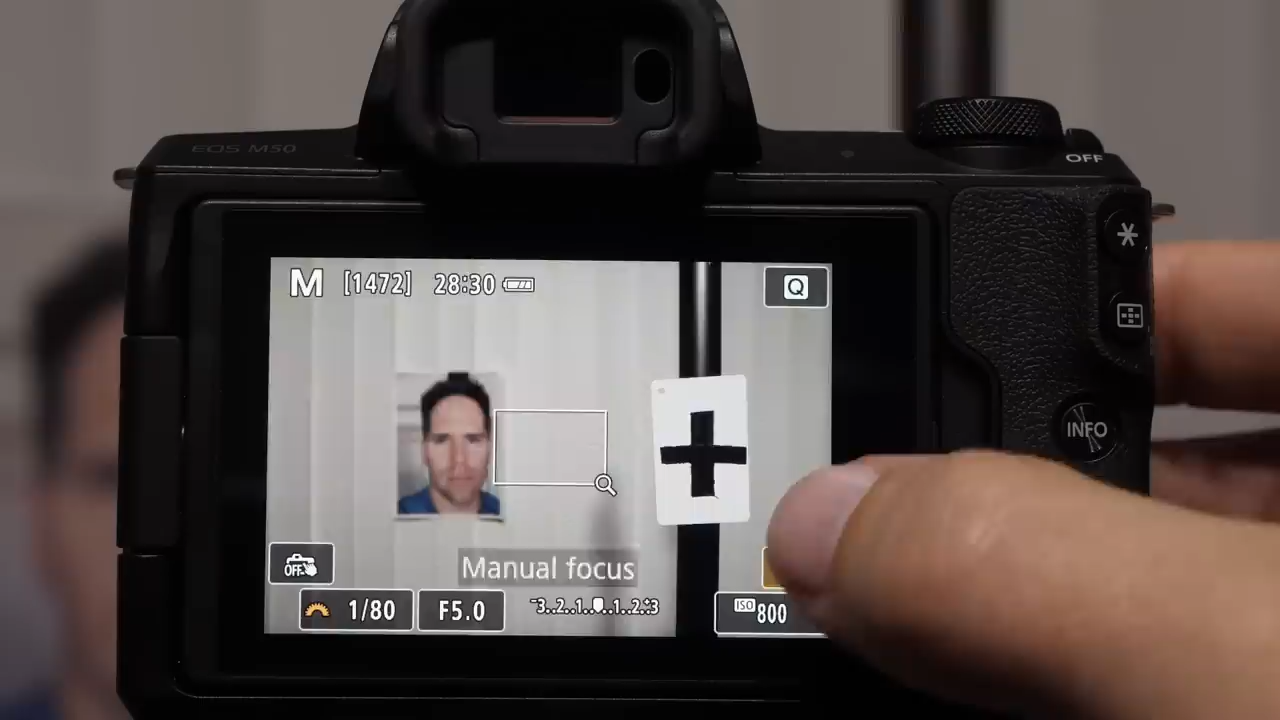 EOS M50
OFF
M [1472] 28:30 Q
INFO
Manual focus
OFF
1/80 F5.0 -3..2..1..0..1..2..+3 ISO 800